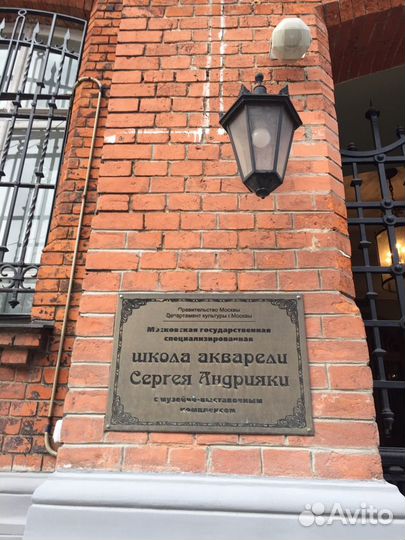 Правительство Москвы
Департамент культуры г. Москвы
Московская государственная
специализированная
школа акварели
Сергея Андрияки
с музейно-выставочным
комплексом
Avito